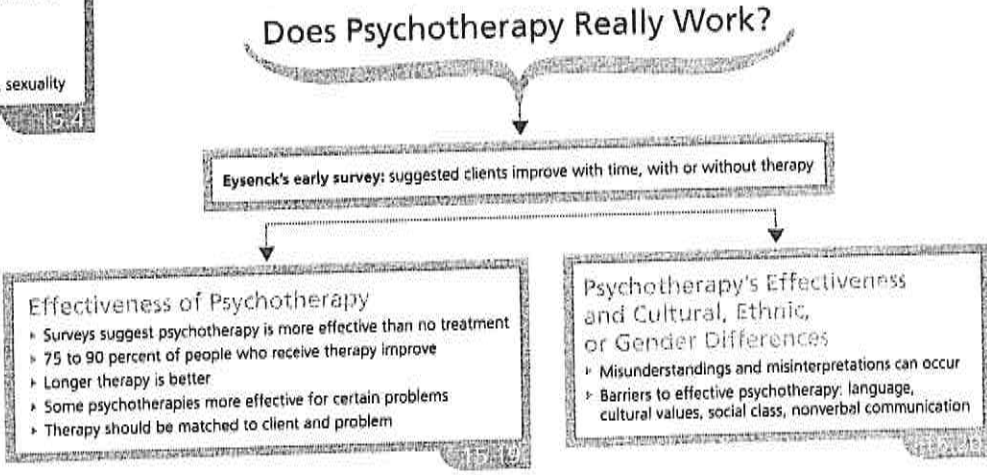 sexuality
15.4
Does Psychotherapy Really Work?
Eysenck's early survey: suggested clients improve with time, with or without therapy
Effectiveness of Psychotherapy
Surveys suggest psychotherapy is more effective than no treatment
75 to 90 percent of people who receive therapy improve
Longer therapy is better
Some psychotherapies more effective for certain problems
Therapy should be matched to client and problem
15.19
Psychotherapy's Effectiveness
and Cultural, Ethnic,
or Gender Differences
Misunderstandings and misinterpretations can occur
Barriers to effective psychotherapy: language,
cultural values, social class, nonverbal communication